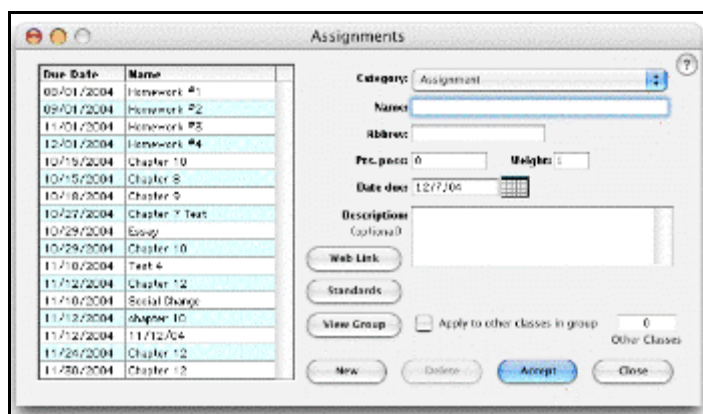 Assignments
?
Due Date Name
09/01/2004 Homework #2
11/01/2004 Homework #3
12/01/2004 Homework #4
10/15/2004 Chapter 10
10/15/2004 Chapter 8
10/18/2004 Chapter 9
10/27/2004 Chapter 7 Test
10/29/2004 Essay
10/29/2004 Chapter 10
11/10/2004 Test 4
11/12/2004 Chapter 12
11/10/2004 Social Change
11/12/2004 chapter 10
11/12/2004 11/12/04
11/24/2004 Chapter 12
11/30/2004 Chapter 12
Category: Assignment
Name:
Abbrev:
Pts. poss: 0 Weight: 1
Date due: 12/7/04
Description:
(optional)
Web Link
Standards
View Group
Apply to other classes in group 0
Other Classes
New Delete Accept Close